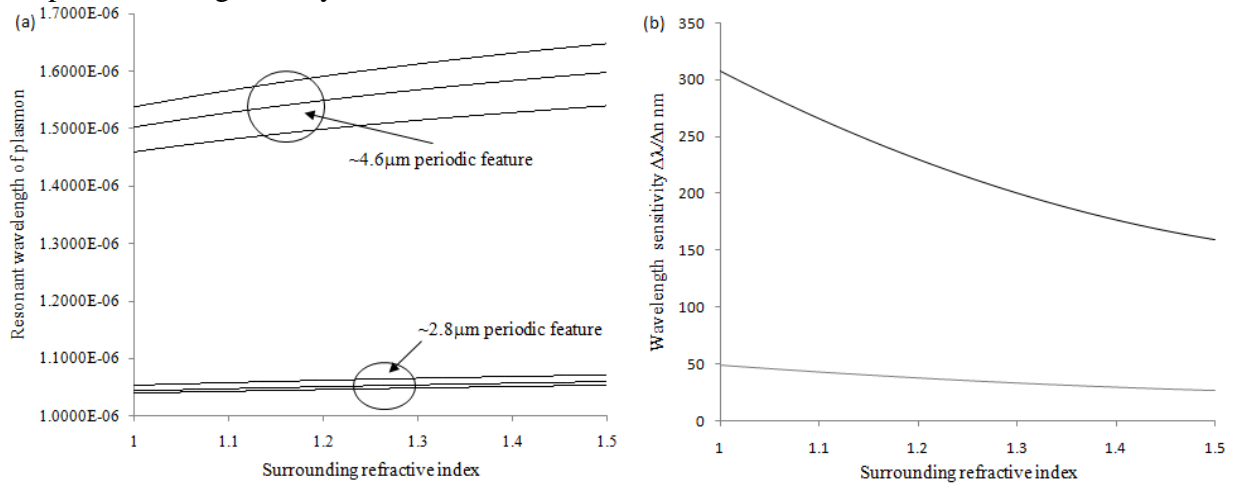 (a)
1.7000E-06
1.6000E-06
1.5000E-06
1.4000E-06
1.3000E-06
1.2000E-06
1.1000E-06
1.0000E-06
Resonant wavelength of plasmon
~4.6μm periodic feature
~2.8μm periodic feature
1 1.1 1.2 1.3 1.4 1.5
Surrounding refractive index
(b)
350
300
250
200
150
100
50
0
Wavelength sensitivity Δλ/Δn nm
1 1.1 1.2 1.3 1.4 1.5
Surrounding refractive index